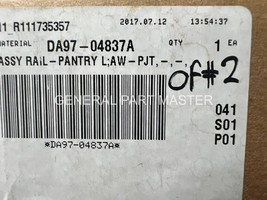 11_R111735357
2017.07.12 13:54:37
MATERIAL DA97-04837A QTY 1 EA
ASSY RAIL-PANTRY L;AW-PJT,-,-,
OF#2
GENERAL PART MASTER
041
S01
P01
*DA97-04837A*